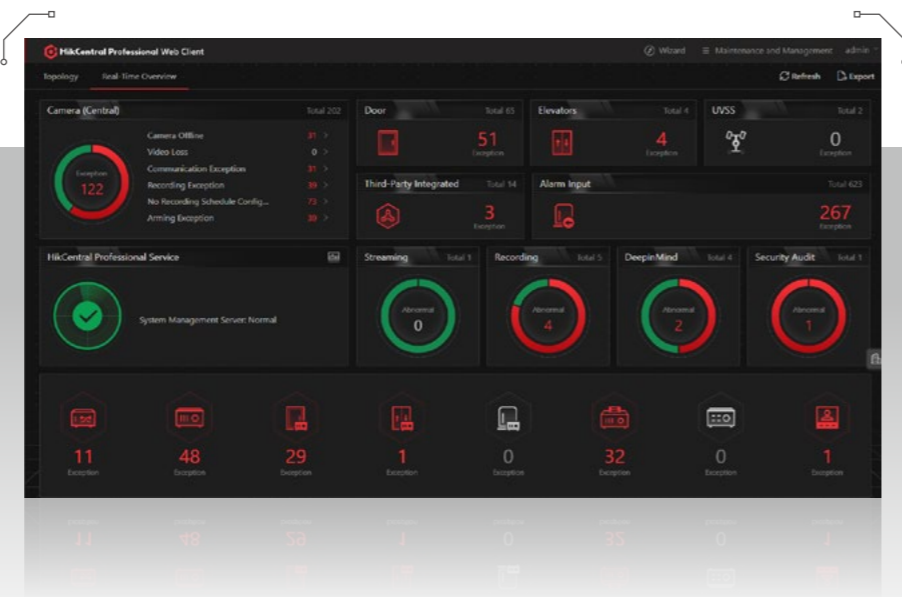 HikCentral Professional Web Client
Wizard
Maintenance and Management
admin
Topology
Real-Time Overview
Refresh
Export
Camera (Central)
Total 202
Exception
122
Camera Offline 31 >
Video Loss 0 >
Communication Exception 31 >
Recording Exception 39 >
No Recording Schedule Config... 73 >
Arming Exception 39 >
Door
Total 65
51
Exception
Elevators
Total 4
4
Exception
UVSS
Total 2
0
Exception
Third-Party Integrated
Total 14
3
Exception
Alarm Input
Total 623
267
Exception
HikCentral Professional Service
System Management Server: Normal
Streaming
Total 1
Abnormal
0
Recording
Total 5
Abnormal
4
DeepinMind
Total 4
Abnormal
2
Security Audit
Total 1
Abnormal
1
11
Exception
48
Exception
29
Exception
1
Exception
0
Exception
32
Exception
0
Exception
1
Exception